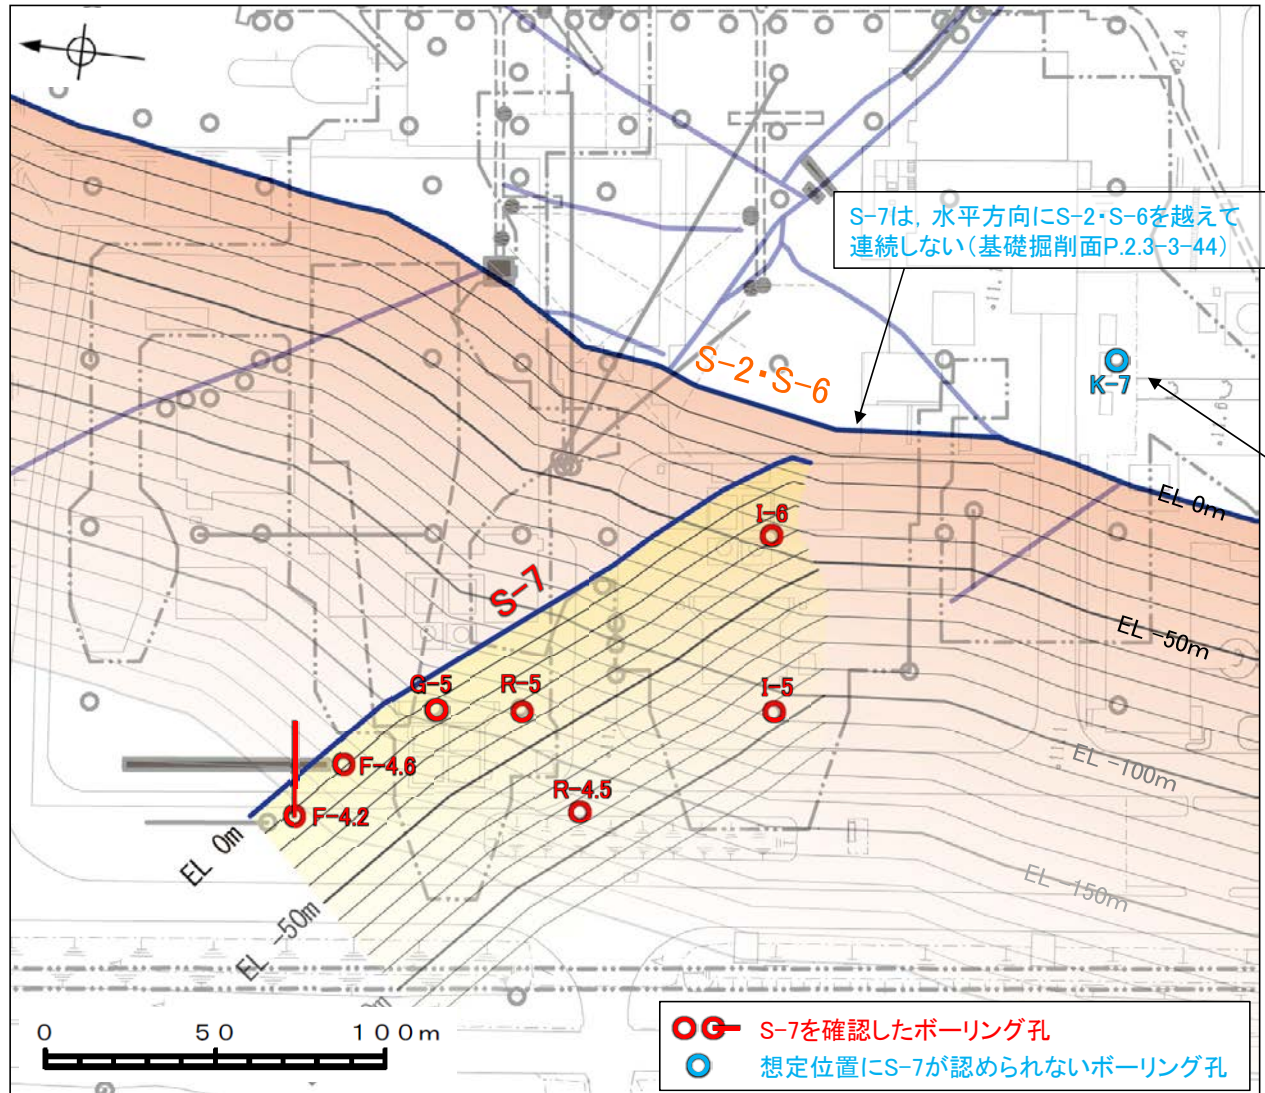 21.4
S-7は，水平方向にS-2・S-6を越えて
連続しない（基礎掘削面P.2.3-3-44）
S-2・S-6
K-7
EL 0m
I-6
S-7
EL -50m
G-5
R-5
I-5
EL -100m
F-4.6
R-4.5
F-4.2
EL 0m
EL -150m
EL -50m
0 50 100m
S-7を確認したボーリング孔
想定位置にS-7が認められないボーリング孔